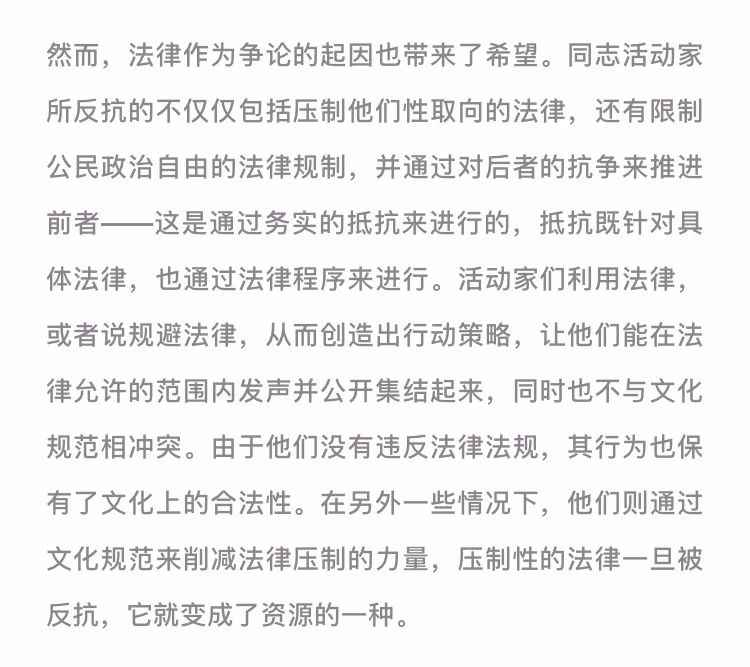 然而，法律作为争论的起因也带来了希望。同志活动家
所反抗的不仅仅包括压制他们性取向的法律，还有限制
公民政治自由的法律规制，并通过对后者的抗争来推进
前者——这是通过务实的抵抗来进行的，抵抗既针对具
体法律，也通过法律程序来进行。活动家们利用法律，
或者说规避法律，从而创造出行动策略，让他们能在法
律允许的范围内发声并公开集结起来，同时也不与文化
规范相冲突。由于他们没有违反法律法规，其行为也保
有了文化上的合法性。在另外一些情况下，他们则通过
文化规范来削减法律压制的力量，压制性的法律一旦被
反抗，它就变成了资源的一种。